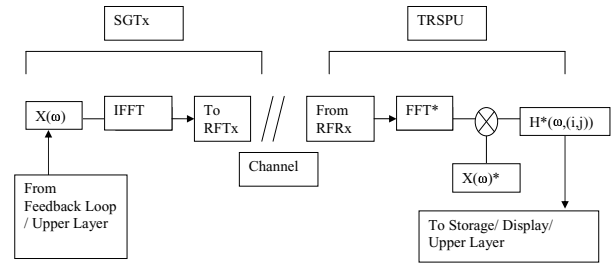 SGTx
TRSPU
X(ω)
IFFT
To
RFTx
From
RFRx
FFT*
H*(ω,(i,j))
Channel
X(ω)*
From
Feedback Loop
/ Upper Layer
To Storage/ Display/
Upper Layer